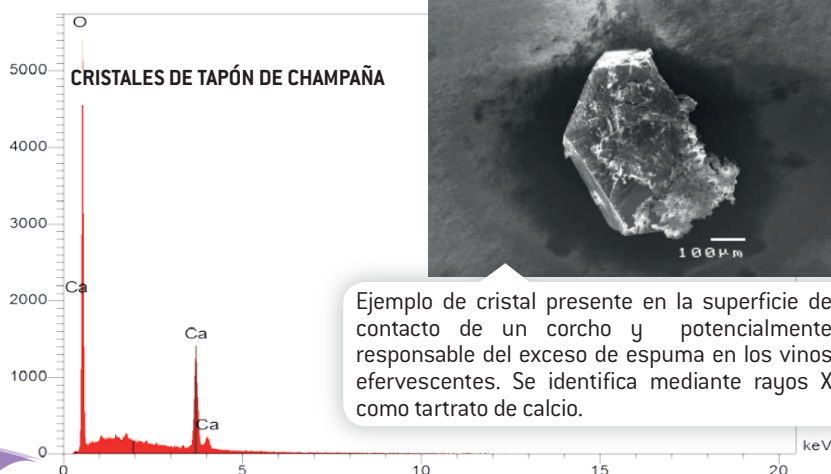 O
5000
CRISTALES DE TAPÓN DE CHAMPAÑA
4000
3000
100µm
Ca
2000
Ejemplo de cristal presente en la superficie de
contacto de un corcho y potencialmente
responsable del exceso de espuma en los vinos
efervescentes. Se identifica mediante rayos X
como tartrato de calcio.
Ca
1000
Ca
0
keV
0 5 10 15 20